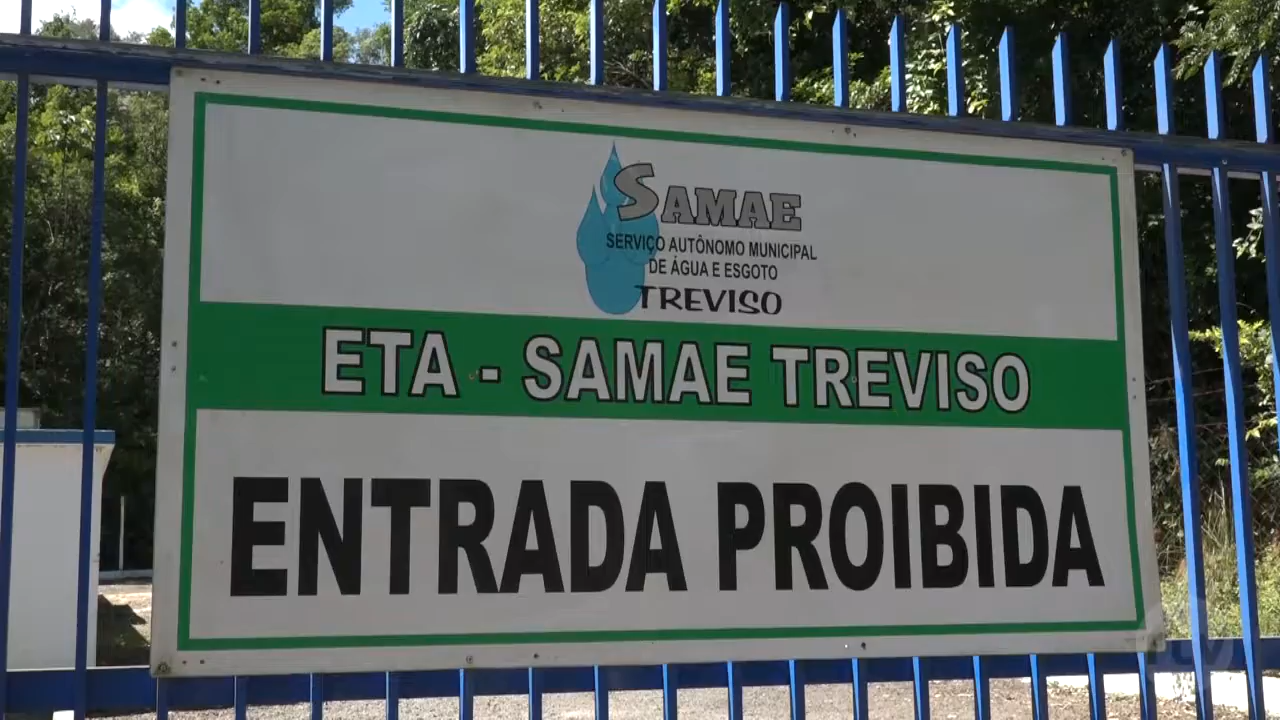 SAMAE
SERVIÇO AUTÔNOMO MUNICIPAL
DE ÁGUA E ESGOTO
TREVISO
ETA - SAMAE TREVISO
ENTRADA PROIBIDA